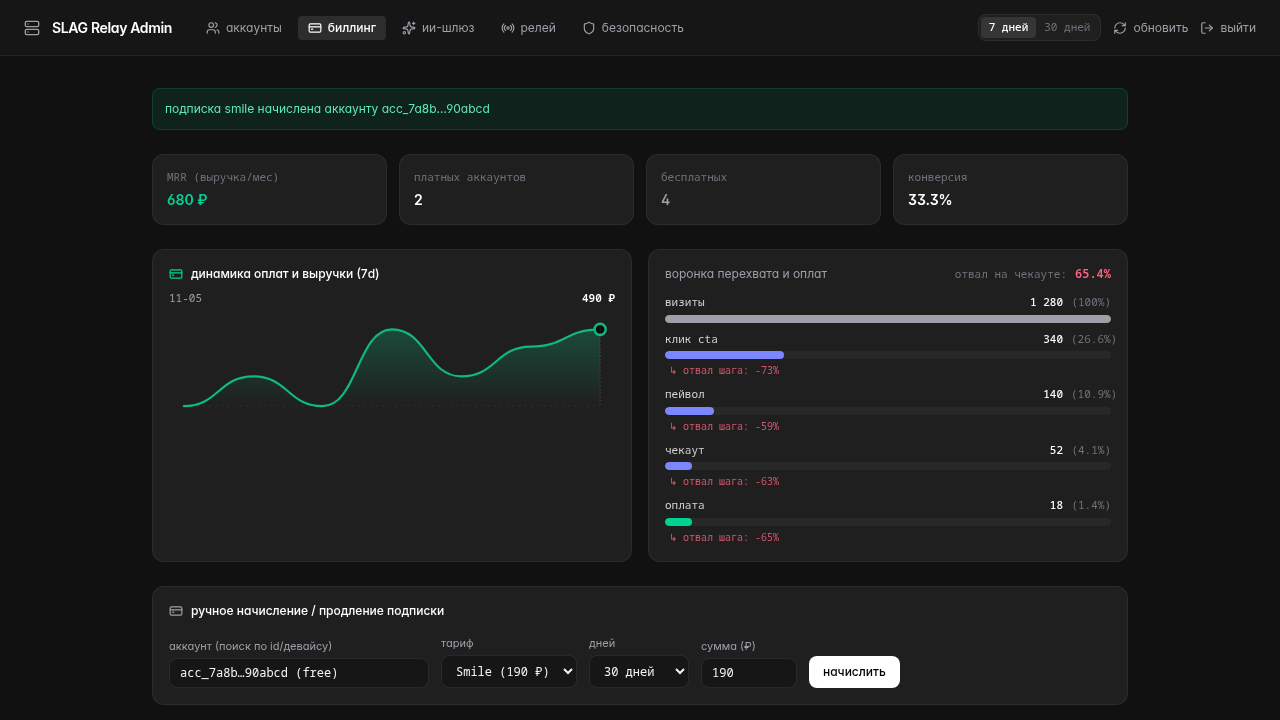 SLAG Relay Admin
аккаунты
биллинг
ии-шлюз
релей
безопасность
7 дней
30 дней
обновить
выйти
подписка smile начислена аккаунту acc_7a8b…90abcd
MRR (выручка/мес)
680 ₽
платных аккаунтов
2
бесплатных
4
конверсия
33.3%
динамика оплат и выручки (7d)
11-05
490 ₽
воронка перехвата и оплат
отвал на чекауте: 65.4%
визиты
1 280 (100%)
клик cta
340 (26.6%)
↳ отвал шага: -73%
пейвол
140 (10.9%)
↳ отвал шага: -59%
чекаут
52 (4.1%)
↳ отвал шага: -63%
оплата
18 (1.4%)
↳ отвал шага: -65%
ручное начисление / продление подписки
аккаунт (поиск по id/девайсу)
acc_7a8b…90abcd (free)
тариф
Smile (190 ₽)
дней
30 дней
сумма (₽)
190
начислить